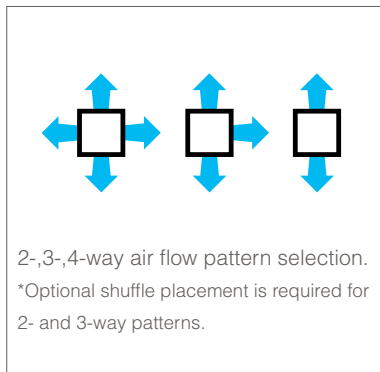 2-,3-,4-way air flow pattern selection.
*Optional shuffle placement is required for
2- and 3-way patterns.